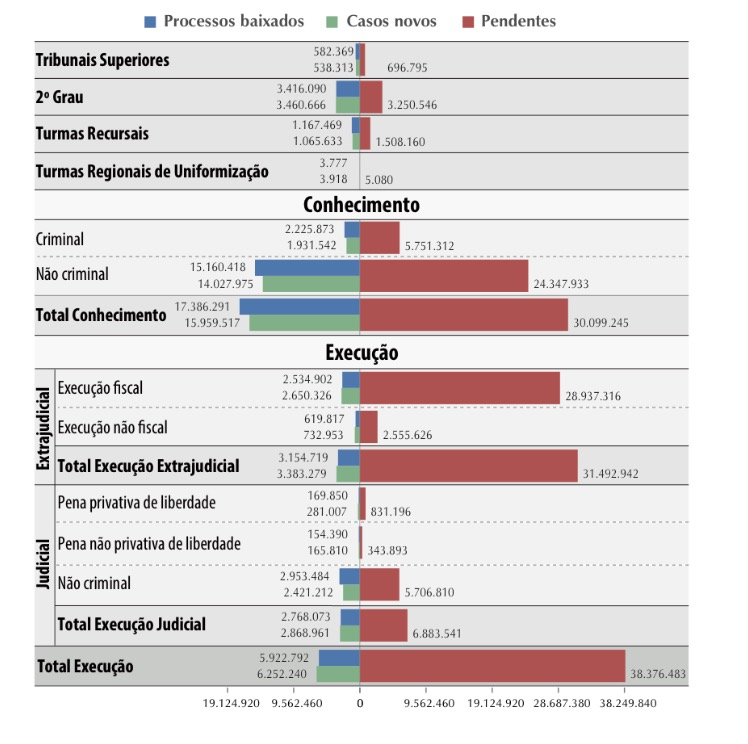 Processos baixados Casos novos Pendentes
Tribunais Superiores
582.369
538.313
696.795
2º Grau
3.416.090
3.460.666
3.250.546
Turmas Recursais
1.167.469
1.065.633
1.508.160
Turmas Regionais de Uniformização
3.777
3.918
5.080
Conhecimento
Criminal
2.225.873
1.931.542
5.751.312
Não criminal
15.160.418
14.027.975
24.347.933
Total Conhecimento
17.386.291
15.959.517
30.099.245
Execução
Extrajudicial
Execução fiscal
2.534.902
2.650.326
28.937.316
Execução não fiscal
619.817
732.953
2.555.626
Total Execução Extrajudicial
3.154.719
3.383.279
31.492.942
Judicial
Pena privativa de liberdade
169.850
281.007
831.196
Pena não privativa de liberdade
154.390
165.810
343.893
Não criminal
2.953.484
2.421.212
5.706.810
Total Execução Judicial
2.768.073
2.868.961
6.883.541
Total Execução
5.922.792
6.252.240
38.376.483
19.124.920 9.562.460 0 9.562.460 19.124.920 28.687.380 38.249.840